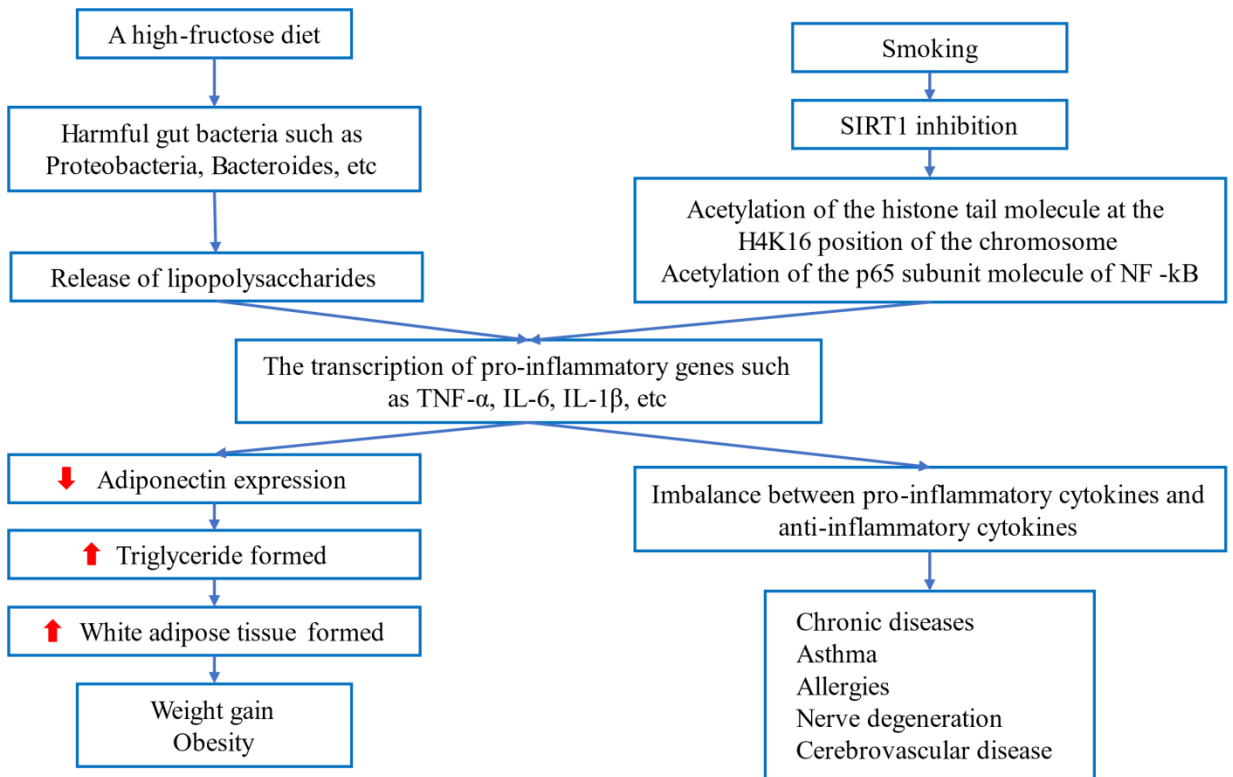 A high-fructose diet
Smoking
Harmful gut bacteria such as
Proteobacteria, Bacteroides, etc
SIRT1 inhibition
Release of lipopolysaccharides
Acetylation of the histone tail molecule at the
H4K16 position of the chromosome
Acetylation of the p65 subunit molecule of NF -kB
The transcription of pro-inflammatory genes such
as TNF-α, IL-6, IL-1β, etc
Adiponectin expression
Triglyceride formed
White adipose tissue formed
Weight gain
Obesity
Imbalance between pro-inflammatory cytokines and
anti-inflammatory cytokines
Chronic diseases
Asthma
Allergies
Nerve degeneration
Cerebrovascular disease